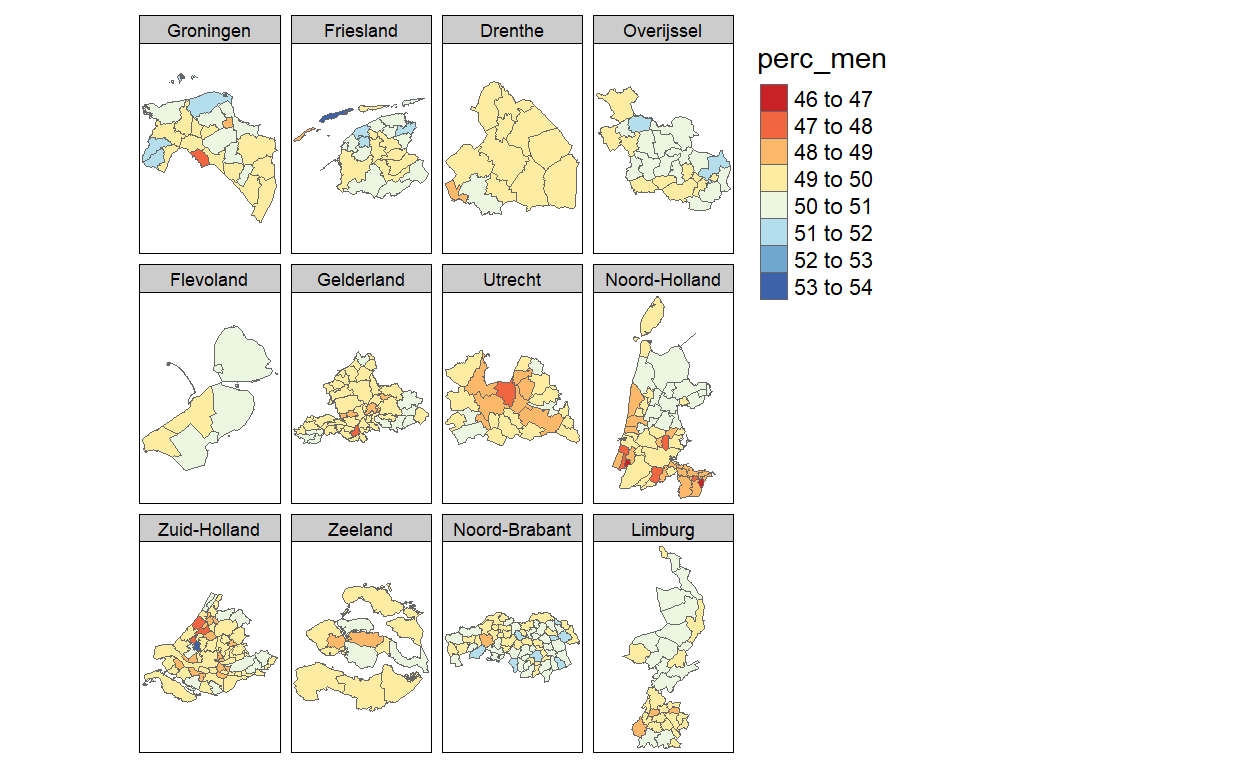 Groningen
Friesland
Drenthe
Overijssel
perc_men
46 to 47
47 to 48
48 to 49
49 to 50
50 to 51
51 to 52
52 to 53
53 to 54
Flevoland
Gelderland
Utrecht
Noord-Holland
Zuid-Holland
Zeeland
Noord-Brabant
Limburg